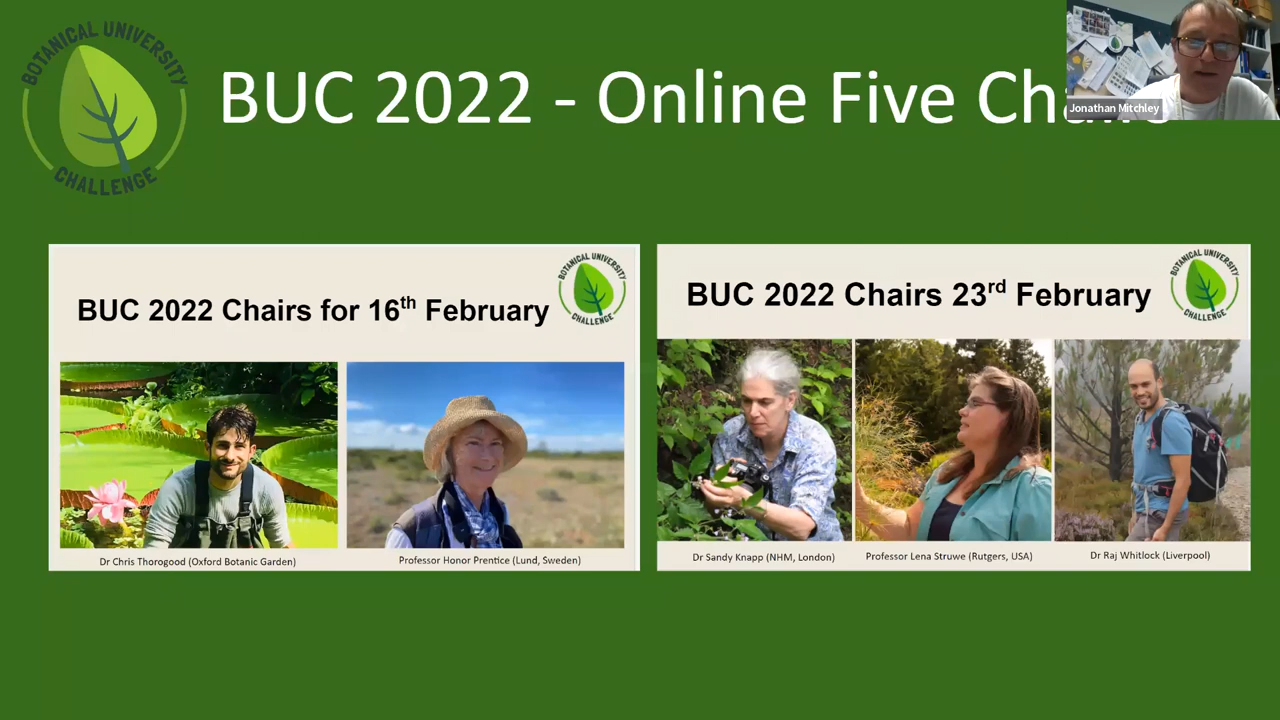 BOTANICAL UNIVERSITY
CHALLENGE
BUC 2022 - Online Five Chairs
Jonathan Mitchley
BUC 2022 Chairs for 16th February
BOTANICAL UNIVERSITY
CHALLENGE
Dr Chris Thorogood (Oxford Botanic Garden)
Professor Honor Prentice (Lund, Sweden)
BUC 2022 Chairs 23rd February
BOTANICAL UNIVERSITY
CHALLENGE
Dr Sandy Knapp (NHM, London)
Professor Lena Struwe (Rutgers, USA)
Dr Raj Whitlock (Liverpool)